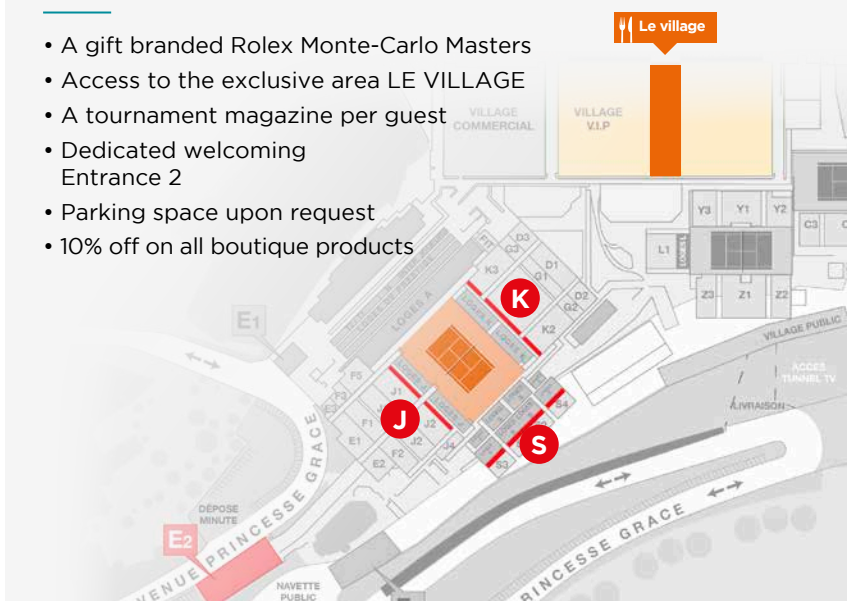 • A gift branded Rolex Monte-Carlo Masters
• Access to the exclusive area LE VILLAGE
• A tournament magazine per guest
• Dedicated welcoming
Entrance 2
• Parking space upon request
• 10% off on all boutique products
Le village
VILLAGE
COMMERCIAL
VILLAGE
V.I.P
Y3
Y1
Y2
C3
L1
Z3
Z1
Z2
D3
G3
K3
D1
G1
D2
G2
K2
K
LOGES A
E1
VILLAGE PUBLIC
ACCES
TUNNEL TV
LIVRAISON
F5
F3
E3
J1
F1
E1
J2
J2
F2
E2
J4
J
S4
S3
S
AVENUE PRINCESSE GRACE
DÉPOSE
MINUTE
E2
NAVETTE
PUBLIC
PRINCESSE GRACE